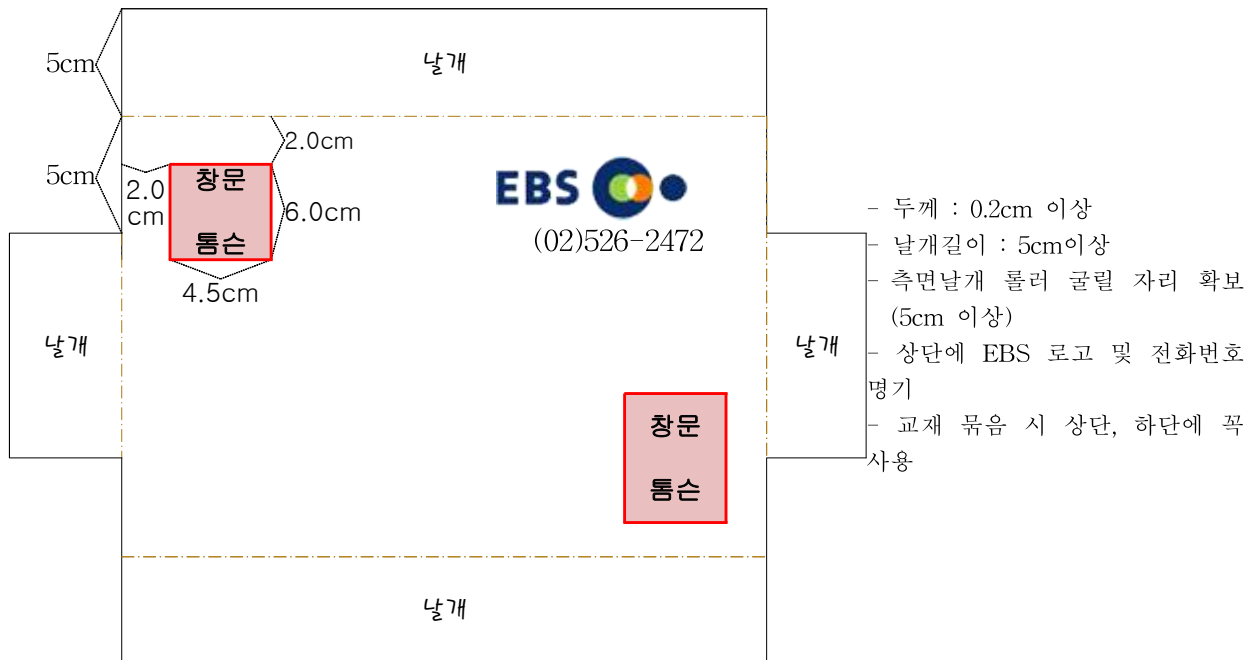 날개
5cm
2.0cm
5cm
창문
톰슨
2.0
cm
6.0cm
4.5cm
EBS
(02)526-2472
날개
날개
- 두께 : 0.2cm 이상
- 날개길이 : 5cm이상
- 측면날개 롤러 굴릴 자리 확보
(5cm 이상)
- 상단에 EBS 로고 및 전화번호
명기
- 교재 묶음 시 상단, 하단에 꼭
사용
창문
톰슨
날개